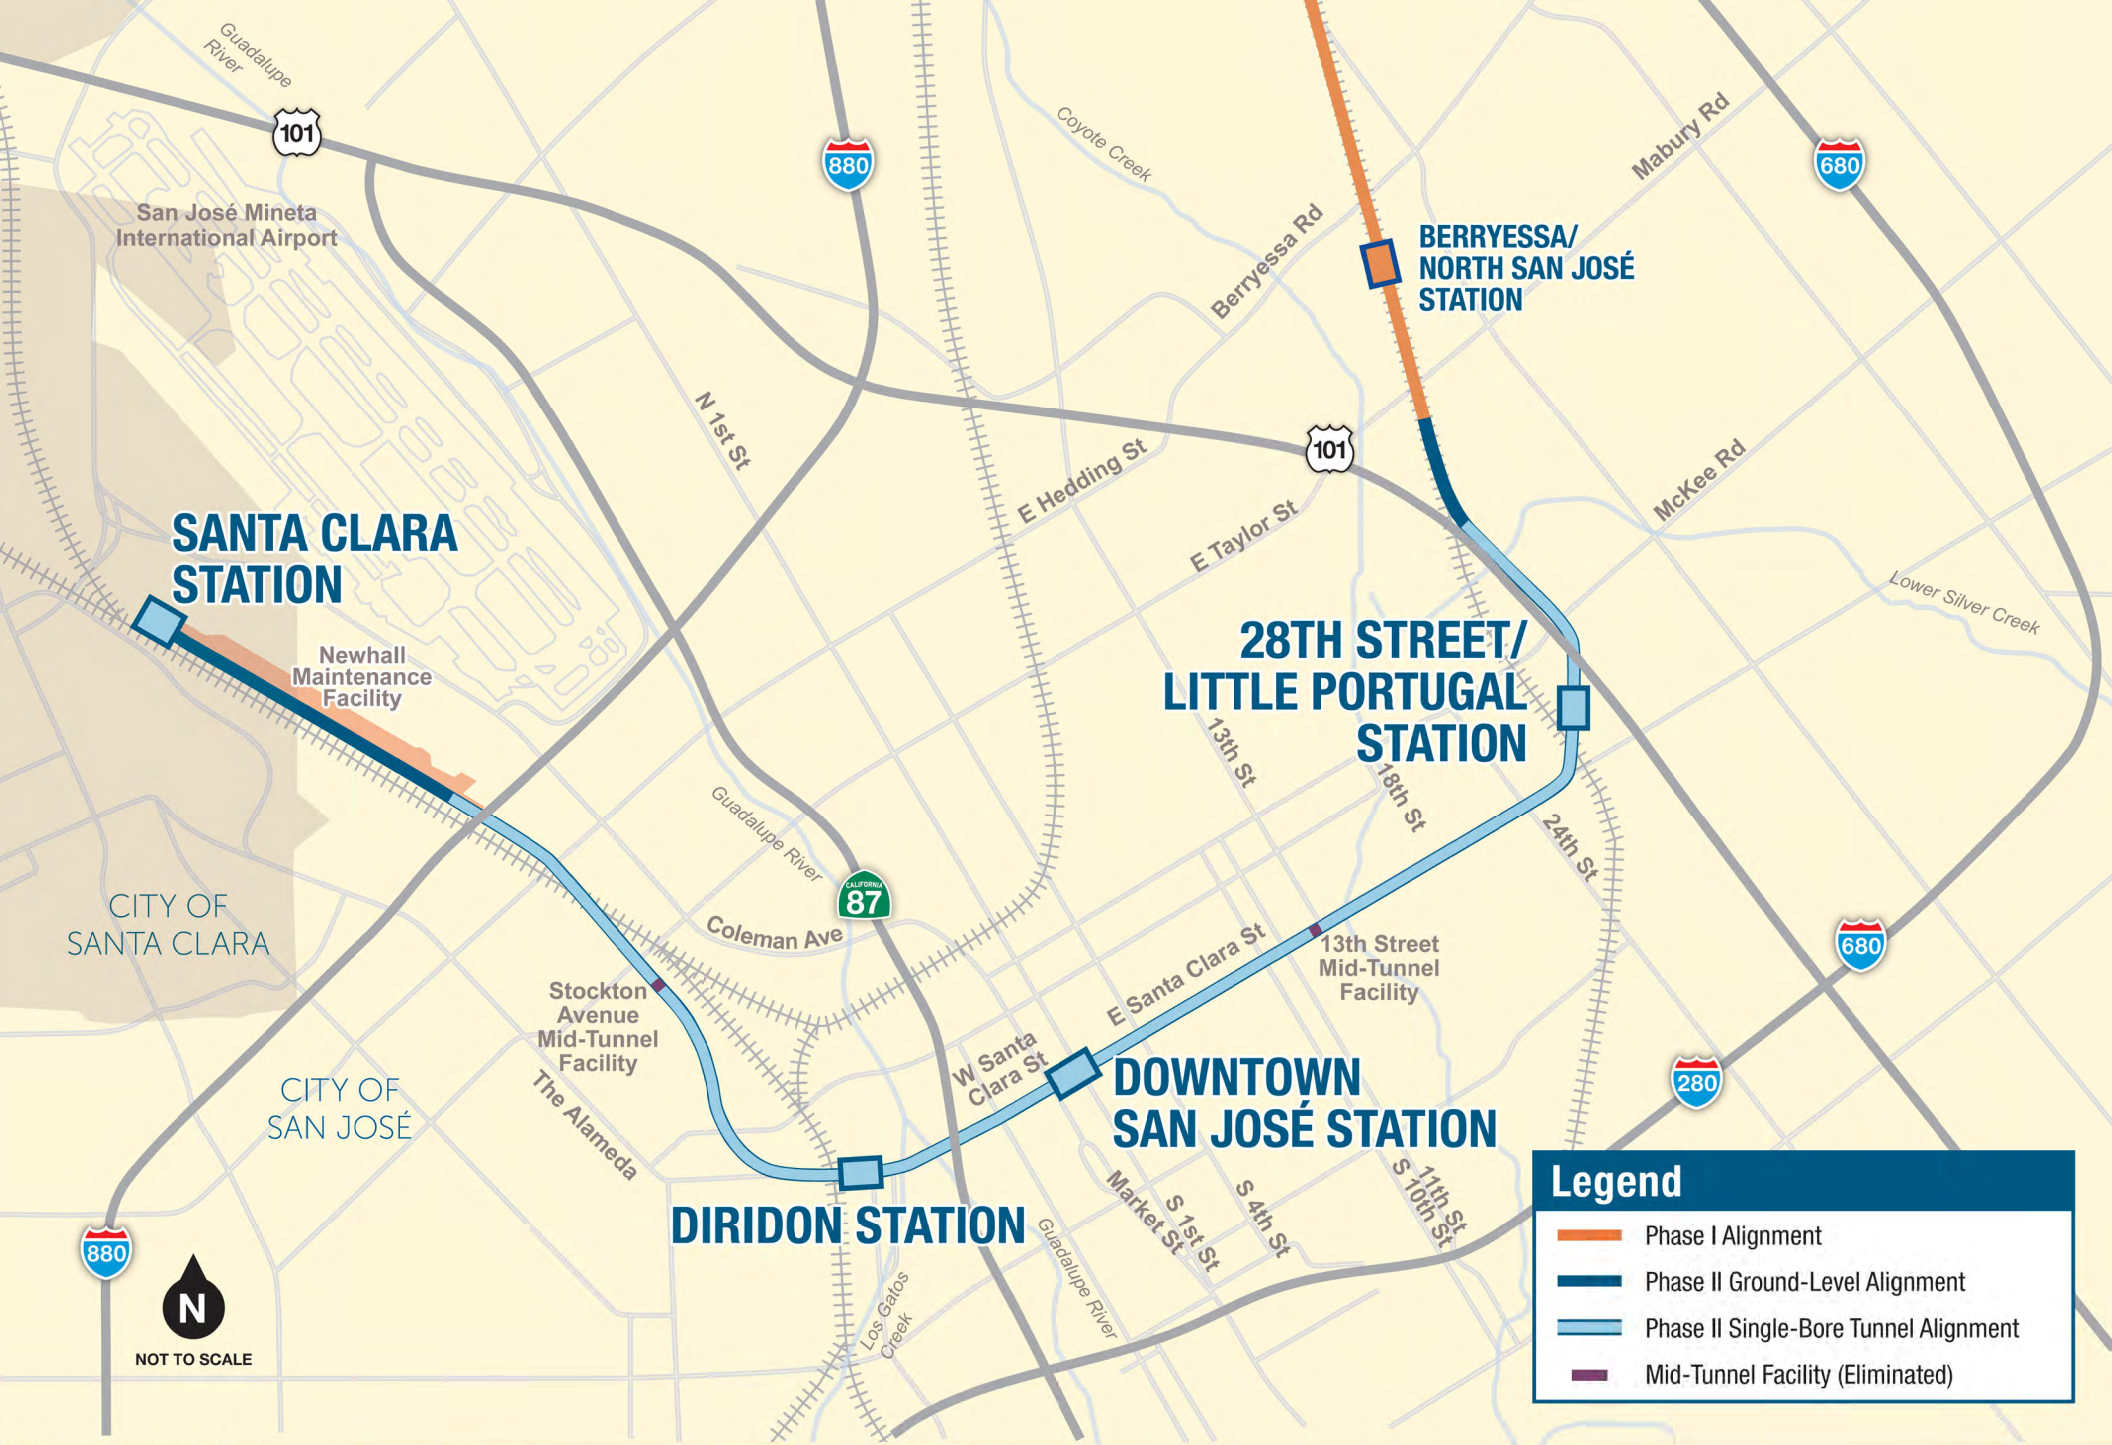 Guadalupe
River
101
880
Coyote Creek
Mabury Rd
680
San José Mineta
International Airport
Berryessa Rd
BERRYESSA/
NORTH SAN JOSÉ
STATION
N 1st St
101
E Hedding St
McKee Rd
E Taylor St
SANTA CLARA
STATION
Lower Silver Creek
28TH STREET/
LITTLE PORTUGAL
STATION
Newhall
Maintenance
Facility
13th St
18th St
24th St
Guadalupe River
CALIFORNIA
87
CITY OF
SANTA CLARA
Coleman Ave
E Santa Clara St
13th Street
Mid-Tunnel
Facility
680
Stockton
Avenue
Mid-Tunnel
Facility
W Santa
Clara St
DOWNTOWN
SAN JOSÉ STATION
280
CITY OF
SAN JOSÉ
The Alameda
Market St
S 1st St
S 4th St
S 10th St
11th St
DIRIDON STATION
Guadalupe River
Los Gatos
Creek
880
N
NOT TO SCALE
Legend
Phase I Alignment
Phase II Ground-Level Alignment
Phase II Single-Bore Tunnel Alignment
Mid-Tunnel Facility (Eliminated)